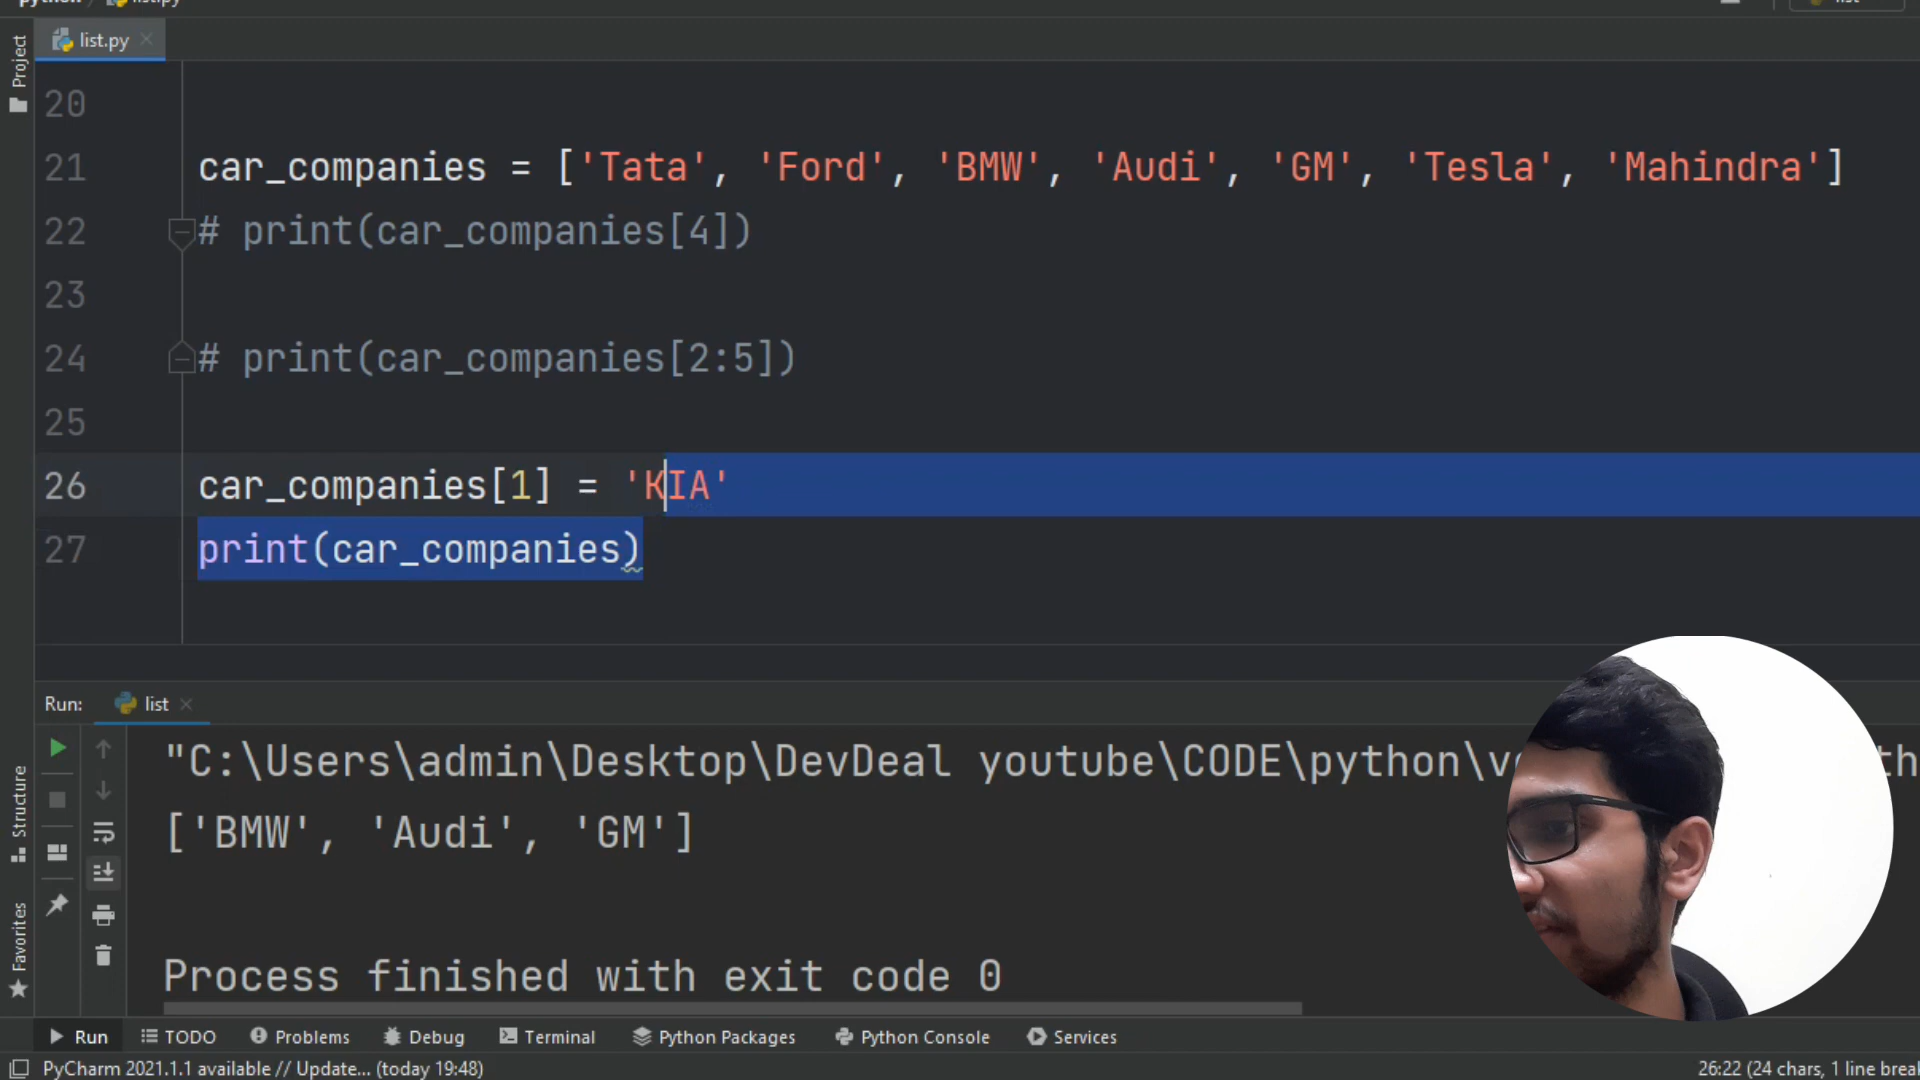 Project
list.py
20
21 car_companies = ['Tata', 'Ford', 'BMW', 'Audi', 'GM', 'Tesla', 'Mahindra']
22 # print(car_companies[4])
23
24 # print(car_companies[2:5])
25
26 car_companies[1] = 'KIA'
27 print(car_companies)
Run: list
"C:\Users\admin\Desktop\DevDeal youtube\CODE\python\v
['BMW', 'Audi', 'GM']
Process finished with exit code 0
Structure
Favorites
Run TODO Problems Debug Terminal Python Packages Python Console Services
PyCharm 2021.1.1 available // Update... (today 19:48) 26:22 (24 chars, 1 line brea